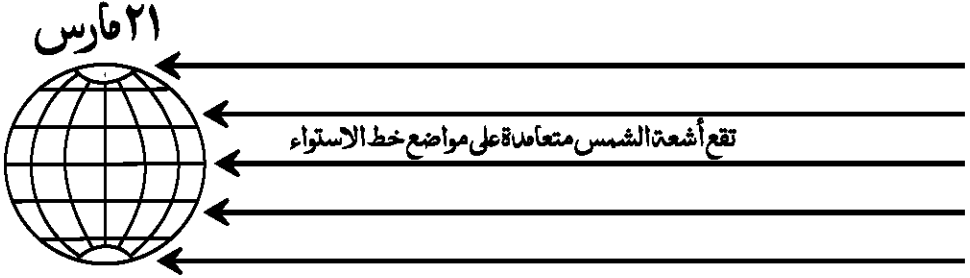 ٢١ مارس
تقع أشعة الشمس متعامدة على مواضع خط الاستواء